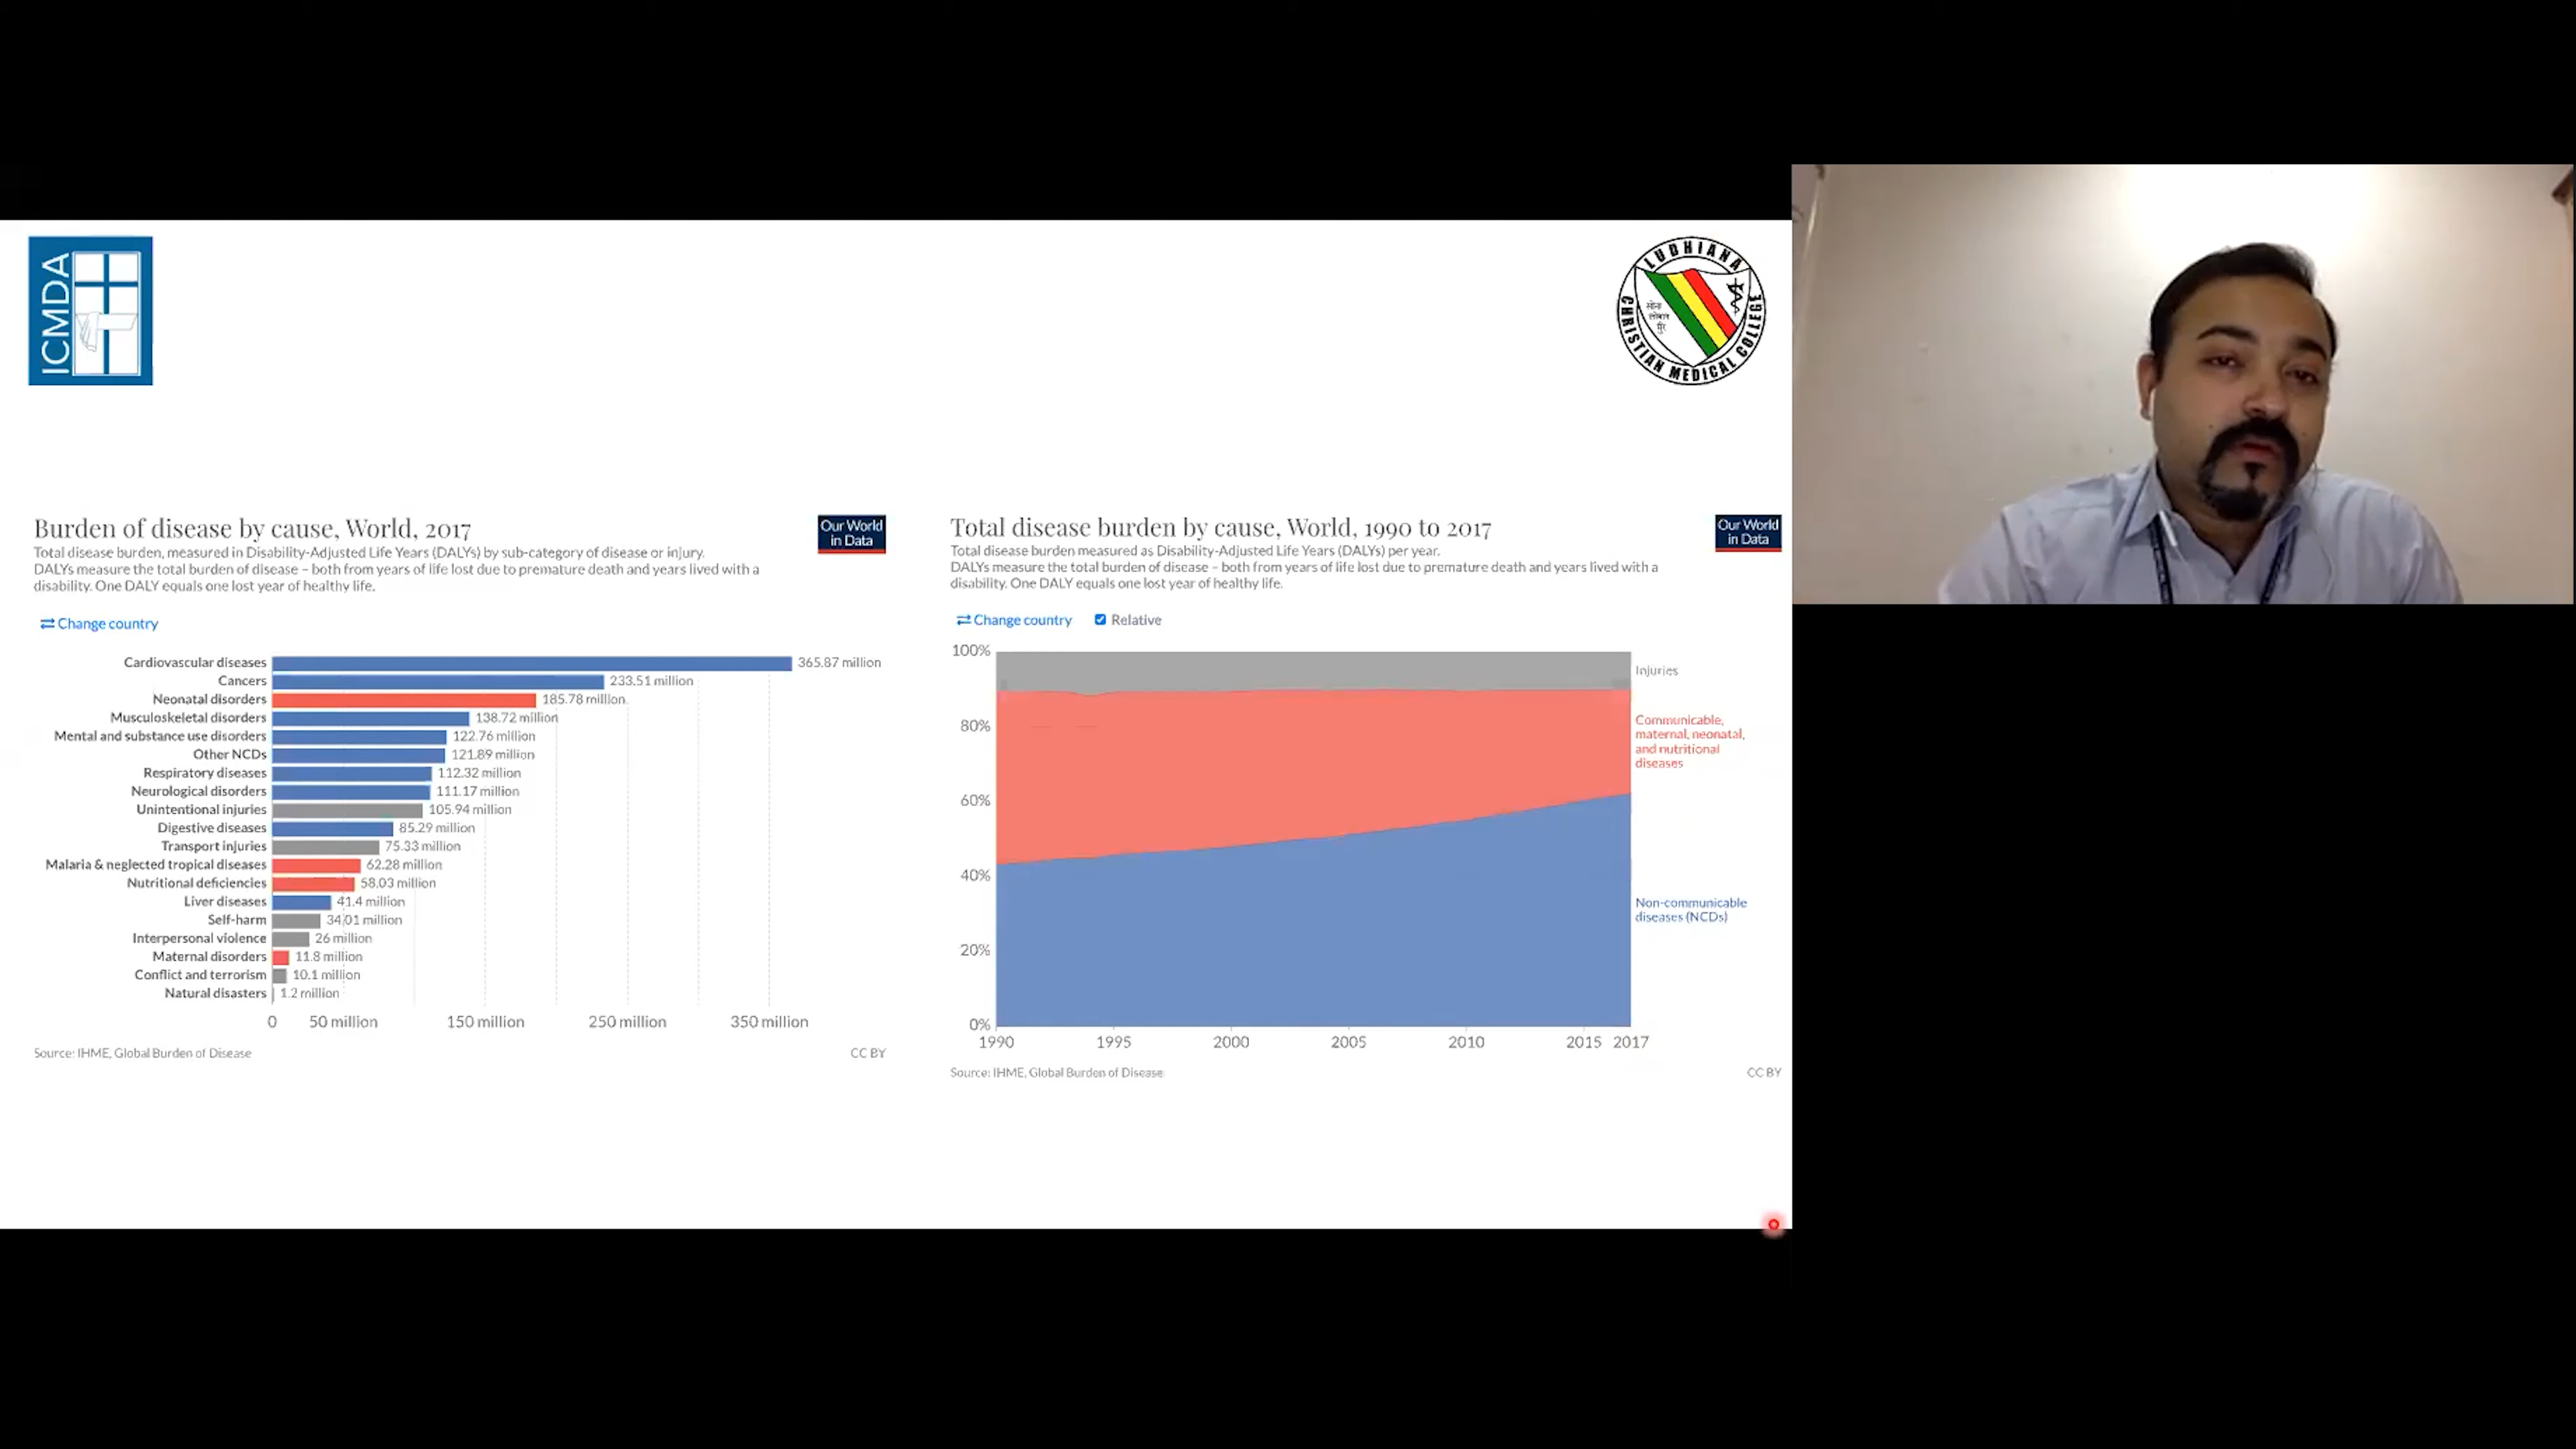 ICMDA
LUDHIANA
CHRISTIAN MEDICAL COLLEGE
Burden of disease by cause, World, 2017
Our World
in Data
Total disease burden, measured in Disability-Adjusted Life Years (DALYs) by sub-category of disease or injury.
DALYs measure the total burden of disease – both from years of life lost due to premature death and years lived with a
disability. One DALY equals one lost year of healthy life.
Change country
Cardiovascular diseases 365.87 million
Cancers 233.51 million
Neonatal disorders 185.78 million
Musculoskeletal disorders 138.72 million
Mental and substance use disorders 122.76 million
Other NCDs 121.89 million
Respiratory diseases 112.32 million
Neurological disorders 111.17 million
Unintentional injuries 105.94 million
Digestive diseases 85.29 million
Transport injuries 75.33 million
Malaria & neglected tropical diseases 62.28 million
Nutritional deficiencies 58.03 million
Liver diseases 41.4 million
Self-harm 34.01 million
Interpersonal violence 26 million
Maternal disorders 11.8 million
Conflict and terrorism 10.1 million
Natural disasters 1.2 million
0 50 million 150 million 250 million 350 million
Source: IHME, Global Burden of Disease CC BY
Total disease burden by cause, World, 1990 to 2017
Our World
in Data
Total disease burden measured as Disability-Adjusted Life Years (DALYs) per year.
DALYs measure the total burden of disease – both from years of life lost due to premature death and years lived with a
disability. One DALY equals one lost year of healthy life.
Change country Relative
100%
Injuries
Communicable,
80%
maternal, neonatal,
and nutritional
diseases
60%
40%
Non-communicable
diseases (NCDs)
20%
0%
1990 1995 2000 2005 2010 2015 2017
Source: IHME, Global Burden of Disease CC BY